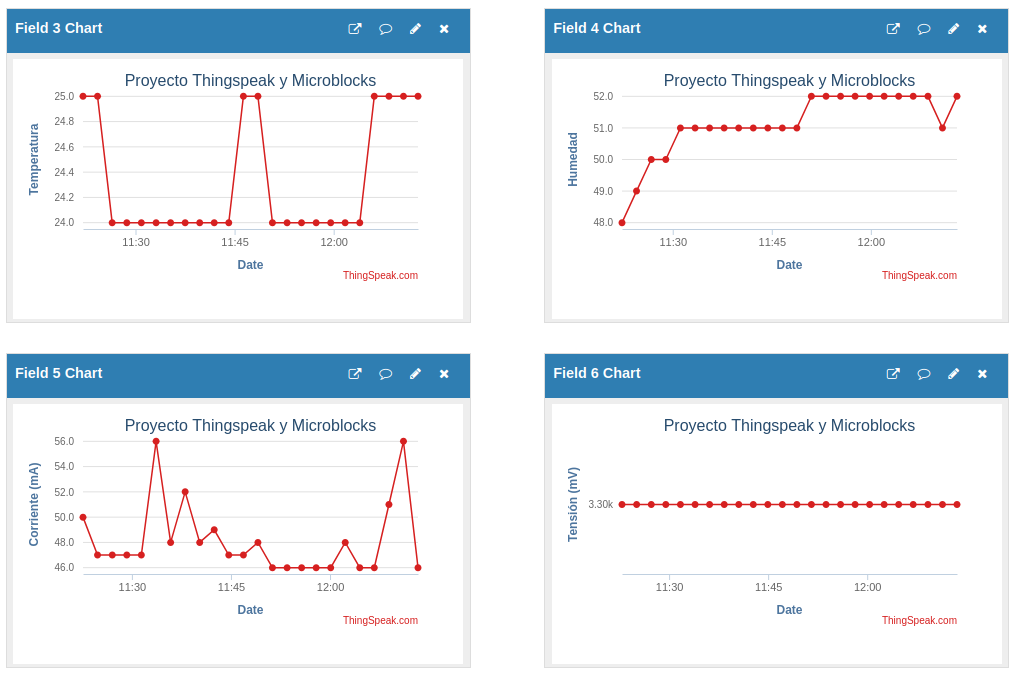 Field 3 Chart
Proyecto Thingspeak y Microblocks
Temperatura
25.0
24.8
24.6
24.4
24.2
24.0
11:30 11:45 12:00
Date
ThingSpeak.com
Field 4 Chart
Proyecto Thingspeak y Microblocks
Humedad
52.0
51.0
50.0
49.0
48.0
11:30 11:45 12:00
Date
ThingSpeak.com
Field 5 Chart
Proyecto Thingspeak y Microblocks
Corriente (mA)
56.0
54.0
52.0
50.0
48.0
46.0
11:30 11:45 12:00
Date
ThingSpeak.com
Field 6 Chart
Proyecto Thingspeak y Microblocks
Tensión (mV)
3.30k
11:30 11:45 12:00
Date
ThingSpeak.com